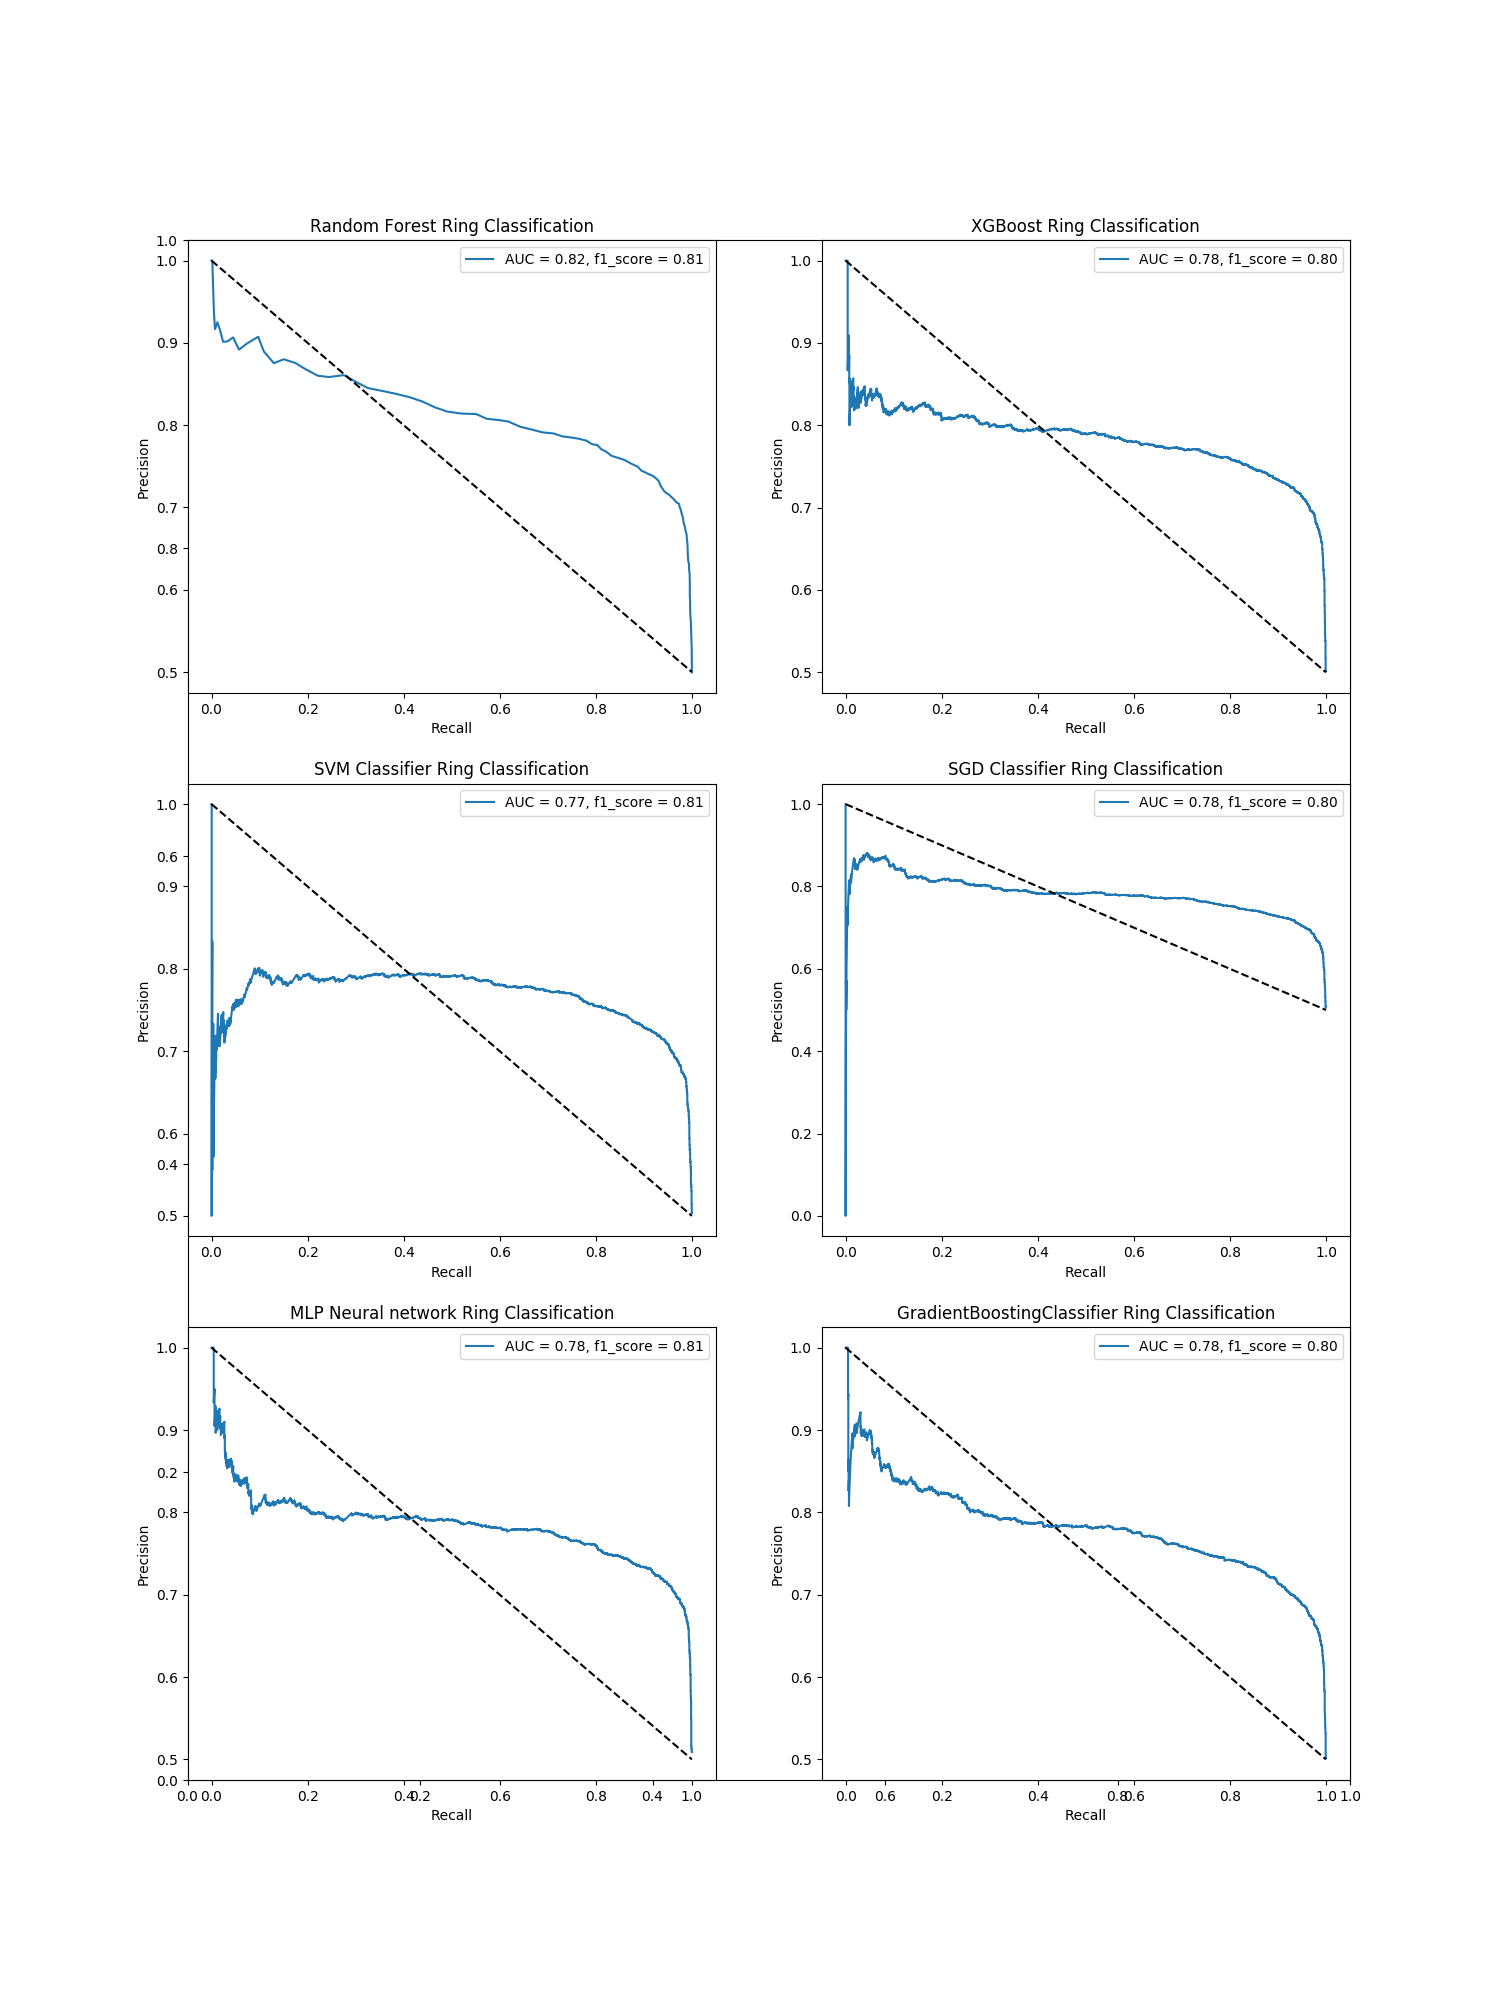 Random Forest Ring Classification
AUC = 0.82, f1_score = 0.81
1.0
1.0
0.9
0.8
0.7
0.8
0.6
0.5
Precision
0.0 0.2 0.4 0.6 0.8 1.0
Recall
XGBoost Ring Classification
AUC = 0.78, f1_score = 0.80
1.0
0.9
0.8
0.7
0.6
0.5
Precision
0.0 0.2 0.4 0.6 0.8 1.0
Recall
SVM Classifier Ring Classification
AUC = 0.77, f1_score = 0.81
1.0
0.6
0.9
0.8
0.7
0.6
0.4
0.5
Precision
0.0 0.2 0.4 0.6 0.8 1.0
Recall
SGD Classifier Ring Classification
AUC = 0.78, f1_score = 0.80
1.0
0.8
0.6
0.4
0.2
0.0
Precision
0.0 0.2 0.4 0.6 0.8 1.0
Recall
MLP Neural network Ring Classification
AUC = 0.78, f1_score = 0.81
1.0
0.9
0.2
0.8
0.7
0.6
0.5
0.0
Precision
0.0 0.0 0.2 0.4 0.2 0.6 0.8 0.4 1.0
Recall
GradientBoostingClassifier Ring Classification
AUC = 0.78, f1_score = 0.80
1.0
0.9
0.8
0.7
0.6
0.5
Precision
0.0 0.6 0.2 0.4 0.8 0.6 0.8 1.0 1.0
Recall